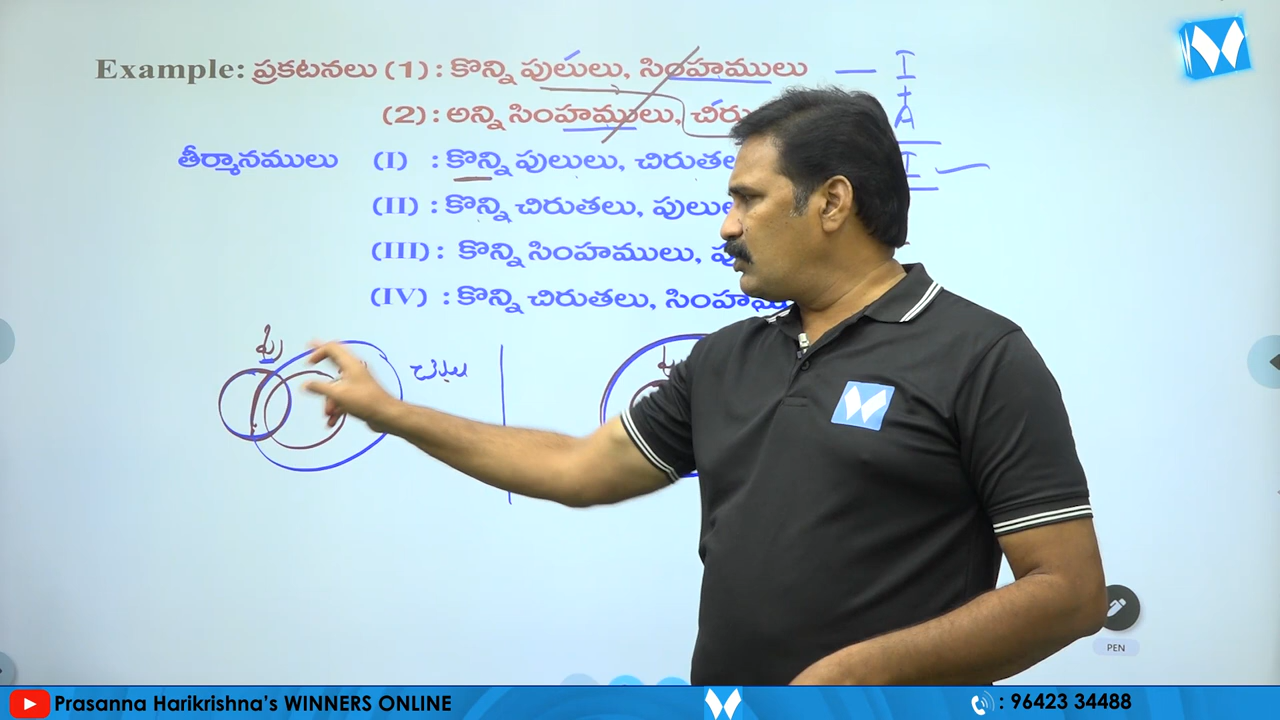 Example: ప్రకటనలు (1) : కొన్ని పులులు, సింహములు — I
+
(2) : అన్ని సింహములు, A
తీర్మానములు (I) : కొన్ని పులులు, I
(II) : కొన్ని చిరుతలు,
(III) : కొన్ని సింహములు,
(IV) : కొన్ని చిరుతలు,
పు
PEN
Prasanna Harikrishna's WINNERS ONLINE : 96423 34488